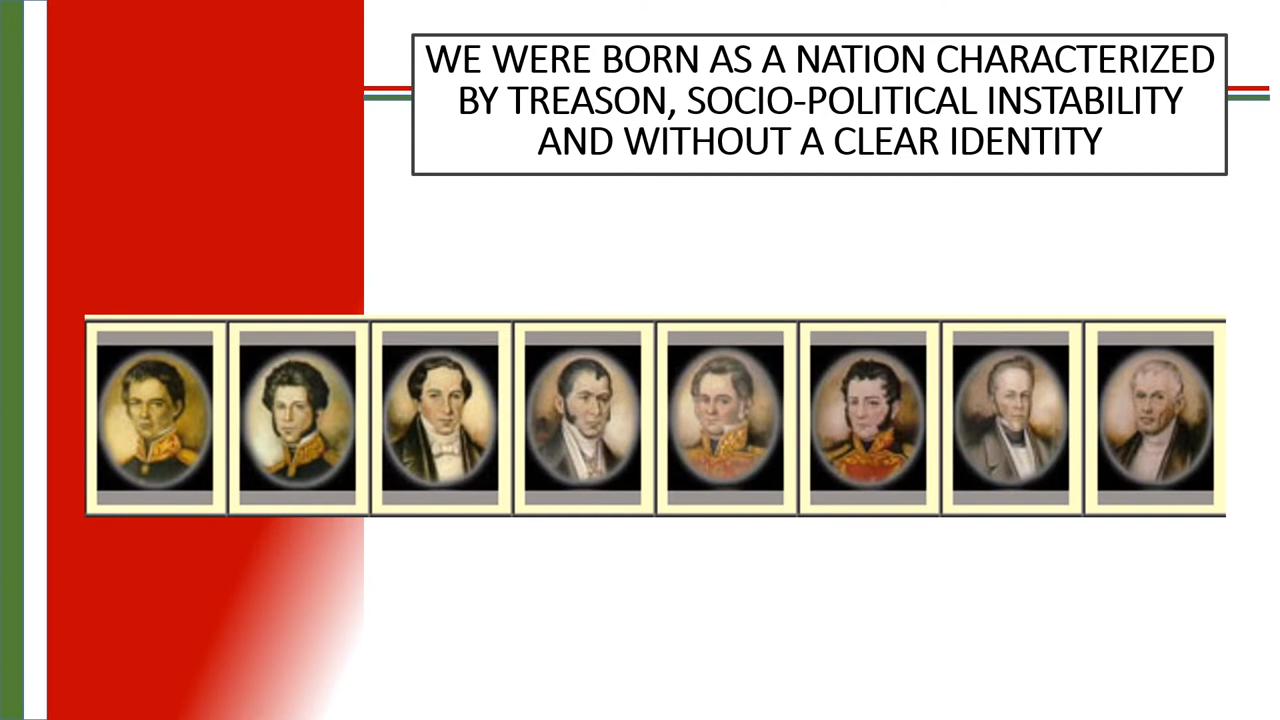 WE WERE BORN AS A NATION CHARACTERIZED
BY TREASON, SOCIO-POLITICAL INSTABILITY
AND WITHOUT A CLEAR IDENTITY